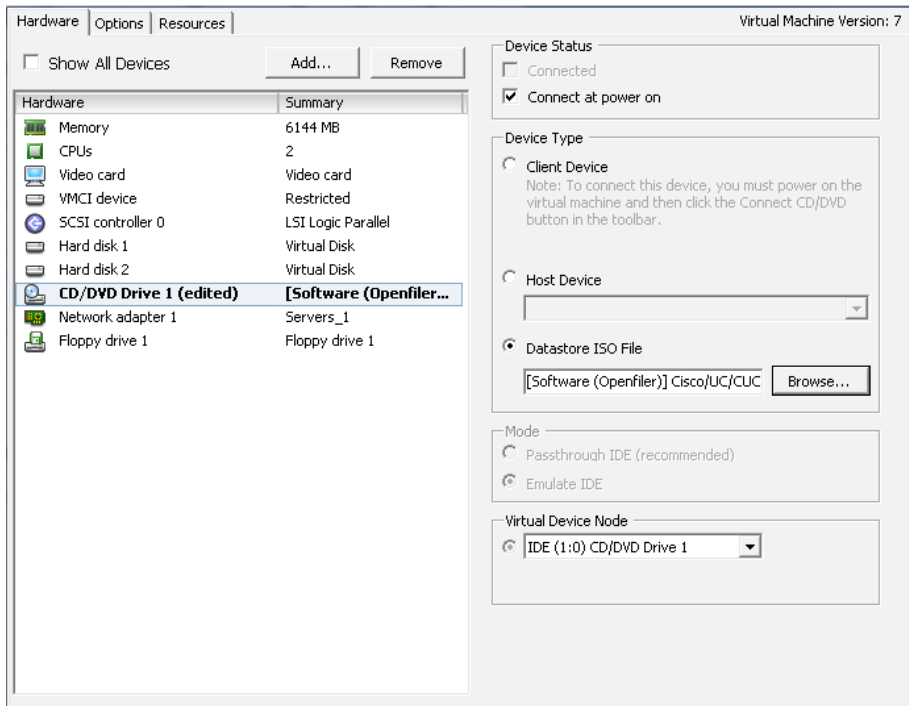 Hardware Options Resources Virtual Machine Version: 7
Show All Devices Add... Remove
Hardware Summary
Memory 6144 MB
CPUs 2
Video card Video card
VMCI device Restricted
SCSI controller 0 LSI Logic Parallel
Hard disk 1 Virtual Disk
Hard disk 2 Virtual Disk
CD/DVD Drive 1 (edited) [Software (Openfiler...
Network adapter 1 Servers_1
Floppy drive 1 Floppy drive 1
Device Status
Connected
Connect at power on
Device Type
Client Device
Note: To connect this device, you must power on the
virtual machine and then click the Connect CD/DVD
button in the toolbar.
Host Device
Datastore ISO File
[Software (Openfiler)] Cisco/UC/CUC Browse...
Mode
Passthrough IDE (recommended)
Emulate IDE
Virtual Device Node
IDE (1:0) CD/DVD Drive 1